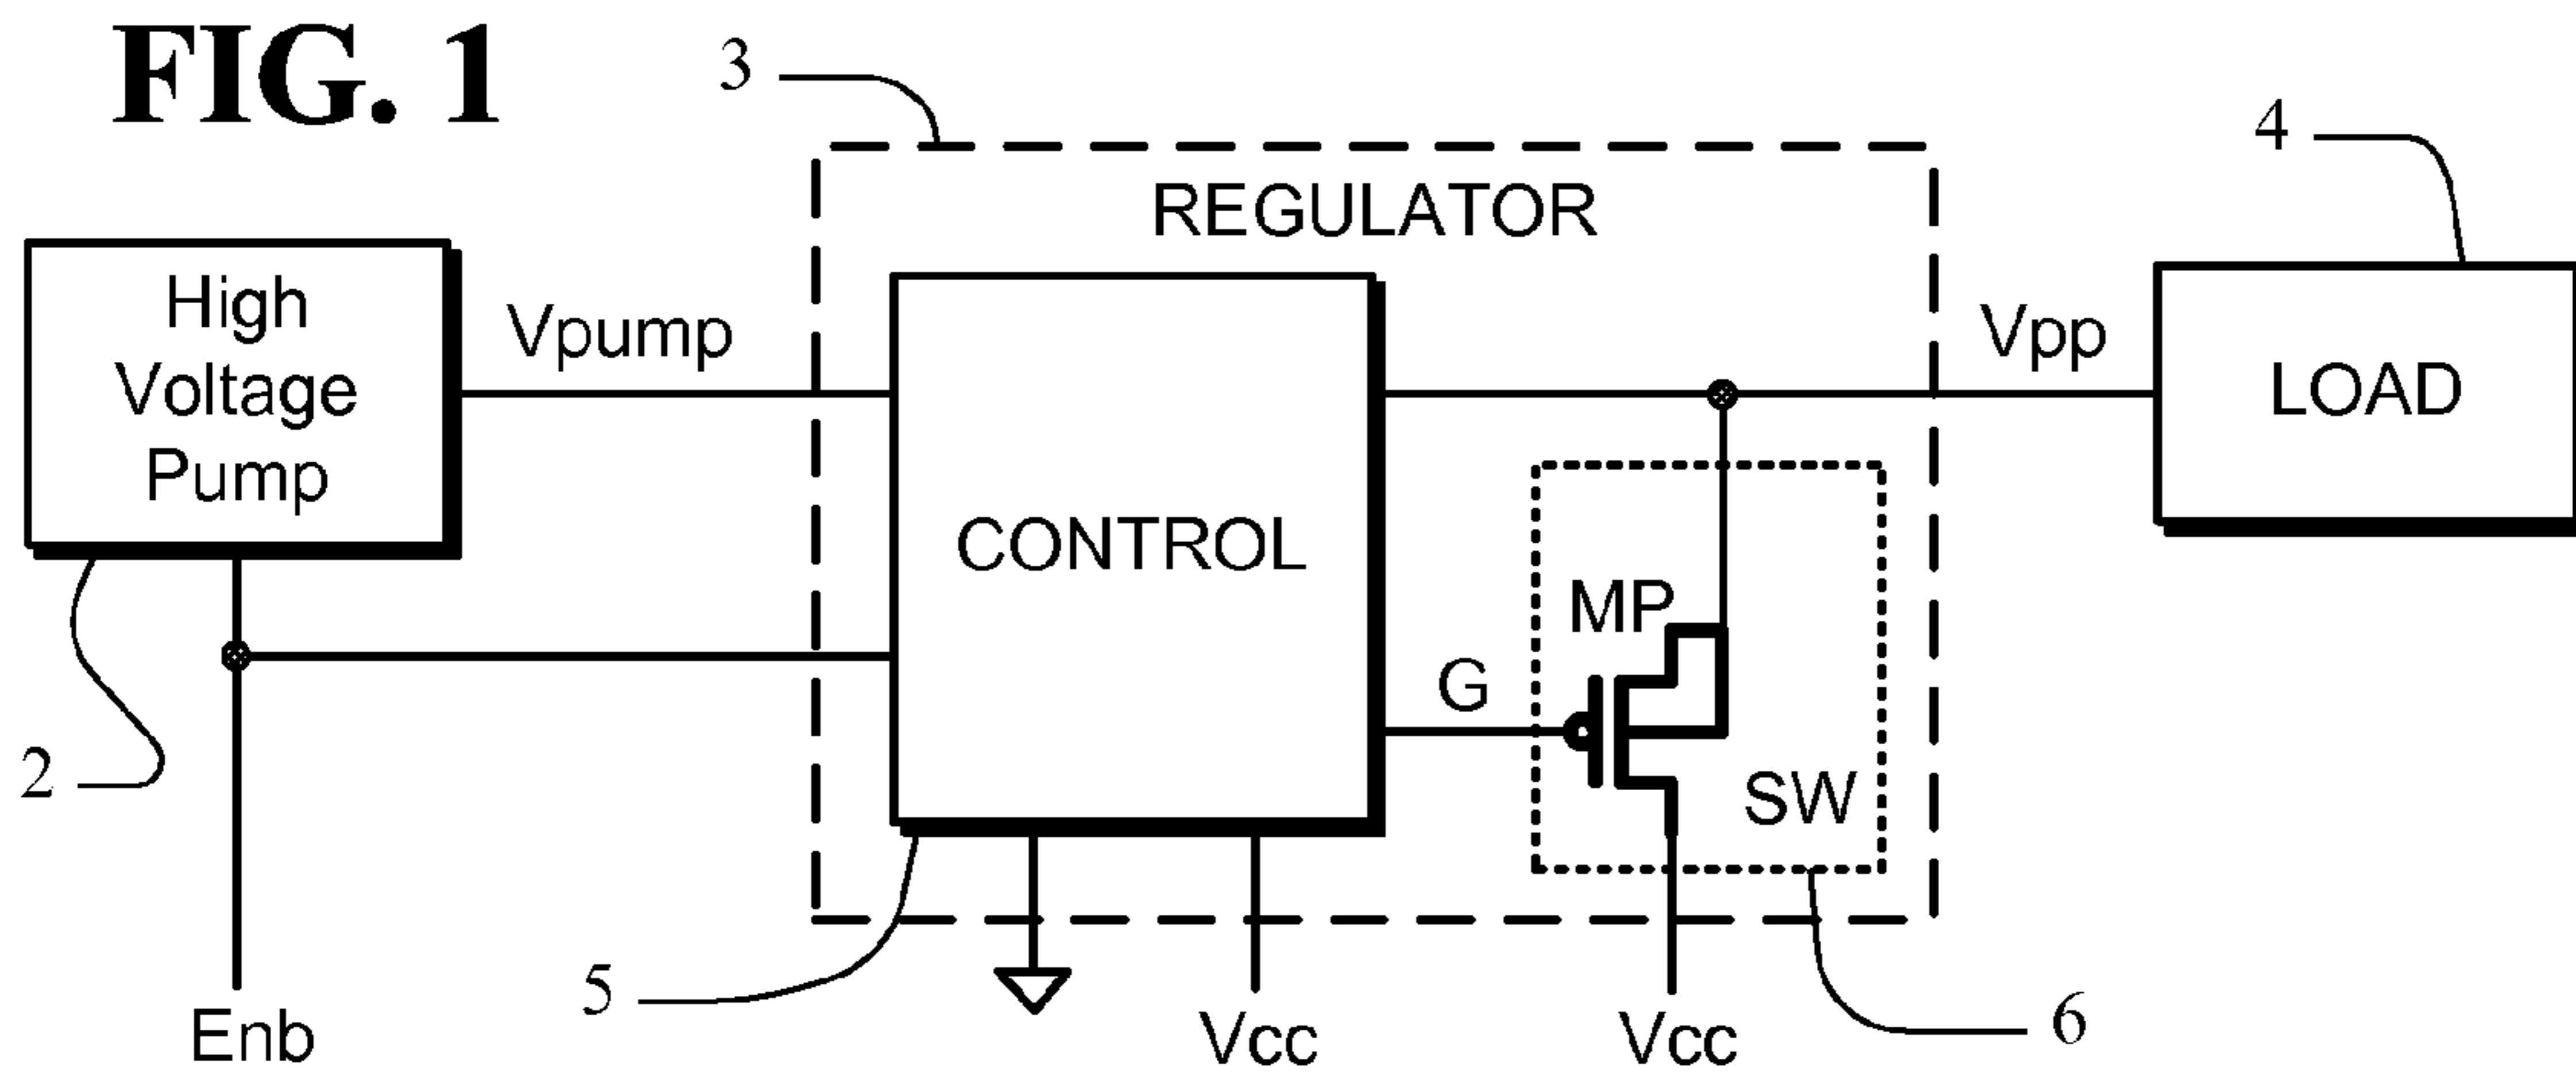 FIG. 1
3
4
REGULATOR
High
Voltage
Pump
Vpump
Vpp
LOAD
CONTROL
MP
G
SW
2
5
6
Enb
Vcc
Vcc